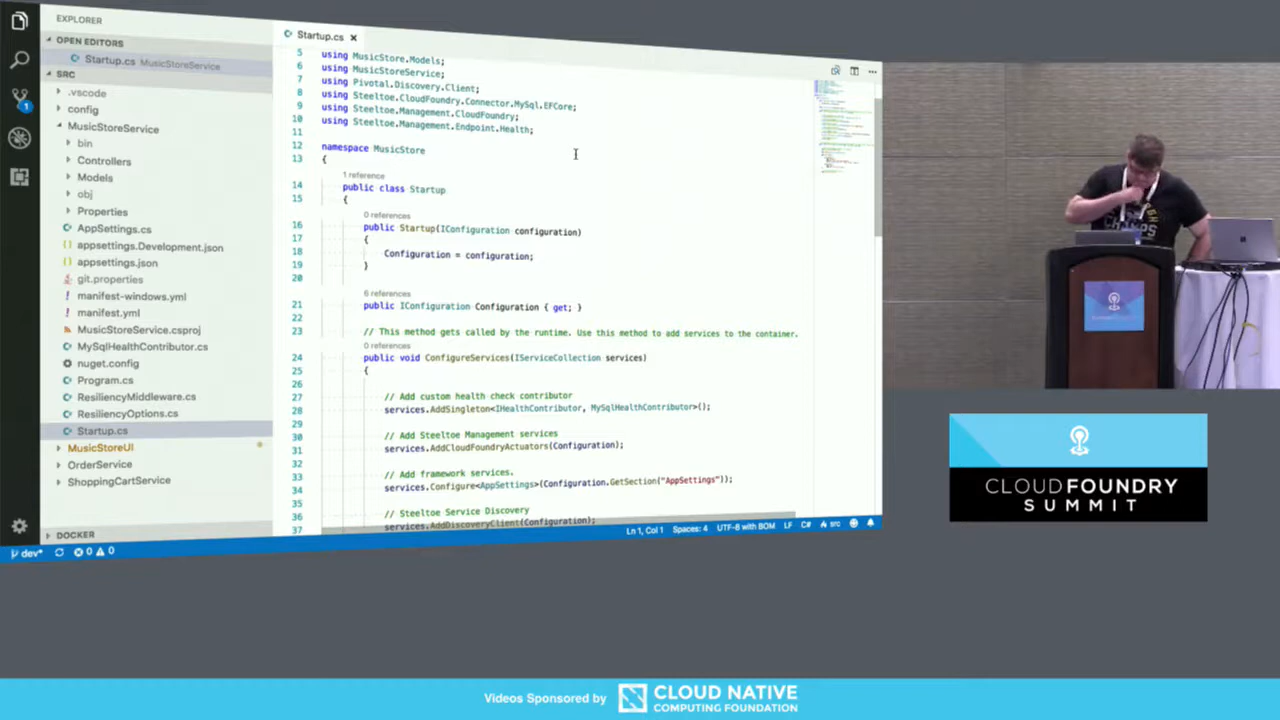 EXPLORER
OPEN EDITORS
Startup.cs MusicStoreService
SRC
.vscode
config
MusicStoreService
bin
Controllers
Models
obj
Properties
AppSettings.cs
appsettings.Development.json
appsettings.json
git.properties
manifest-windows.yml
manifest.yml
MusicStoreService.csproj
MySqlHealthContributor.cs
nuget.config
Program.cs
ResiliencyMiddleware.cs
ResiliencyOptions.cs
Startup.cs
MusicStoreUI
OrderService
ShoppingCartService
DOCKER
dev* 0 0
1
Startup.cs
5 using MusicStore.Models;
6 using MusicStoreService;
7 using Pivotal.Discovery.Client;
8 using Steeltoe.CloudFoundry.Connector.MySql.EFCore;
9 using Steeltoe.Management.CloudFoundry;
10 using Steeltoe.Management.Endpoint.Health;
11
12 namespace MusicStore
13 {
1 reference
14 public class Startup
15 {
0 references
16 public Startup(IConfiguration configuration)
17 {
18 Configuration = configuration;
19 }
20
6 references
21 public IConfiguration Configuration { get; }
22
23 // This method gets called by the runtime. Use this method to add services to the container.
0 references
24 public void ConfigureServices(IServiceCollection services)
25 {
26
27 // Add custom health check contributor
28 services.AddSingleton<IHealthContributor, MySqlHealthContributor>();
29
30 // Add Steeltoe Management services
31 services.AddCloudFoundryActuators(Configuration);
32
33 // Add framework services.
34 services.Configure<AppSettings>(Configuration.GetSection("AppSettings"));
35
36 // Steeltoe Service Discovery
37 services.AddDiscoveryClient(Configuration);
Ln 1, Col 1 Spaces: 4 UTF-8 with BOM LF C# src
CLOUD FOUNDRY
SUMMIT
Videos Sponsored by
CLOUD NATIVE
COMPUTING FOUNDATION